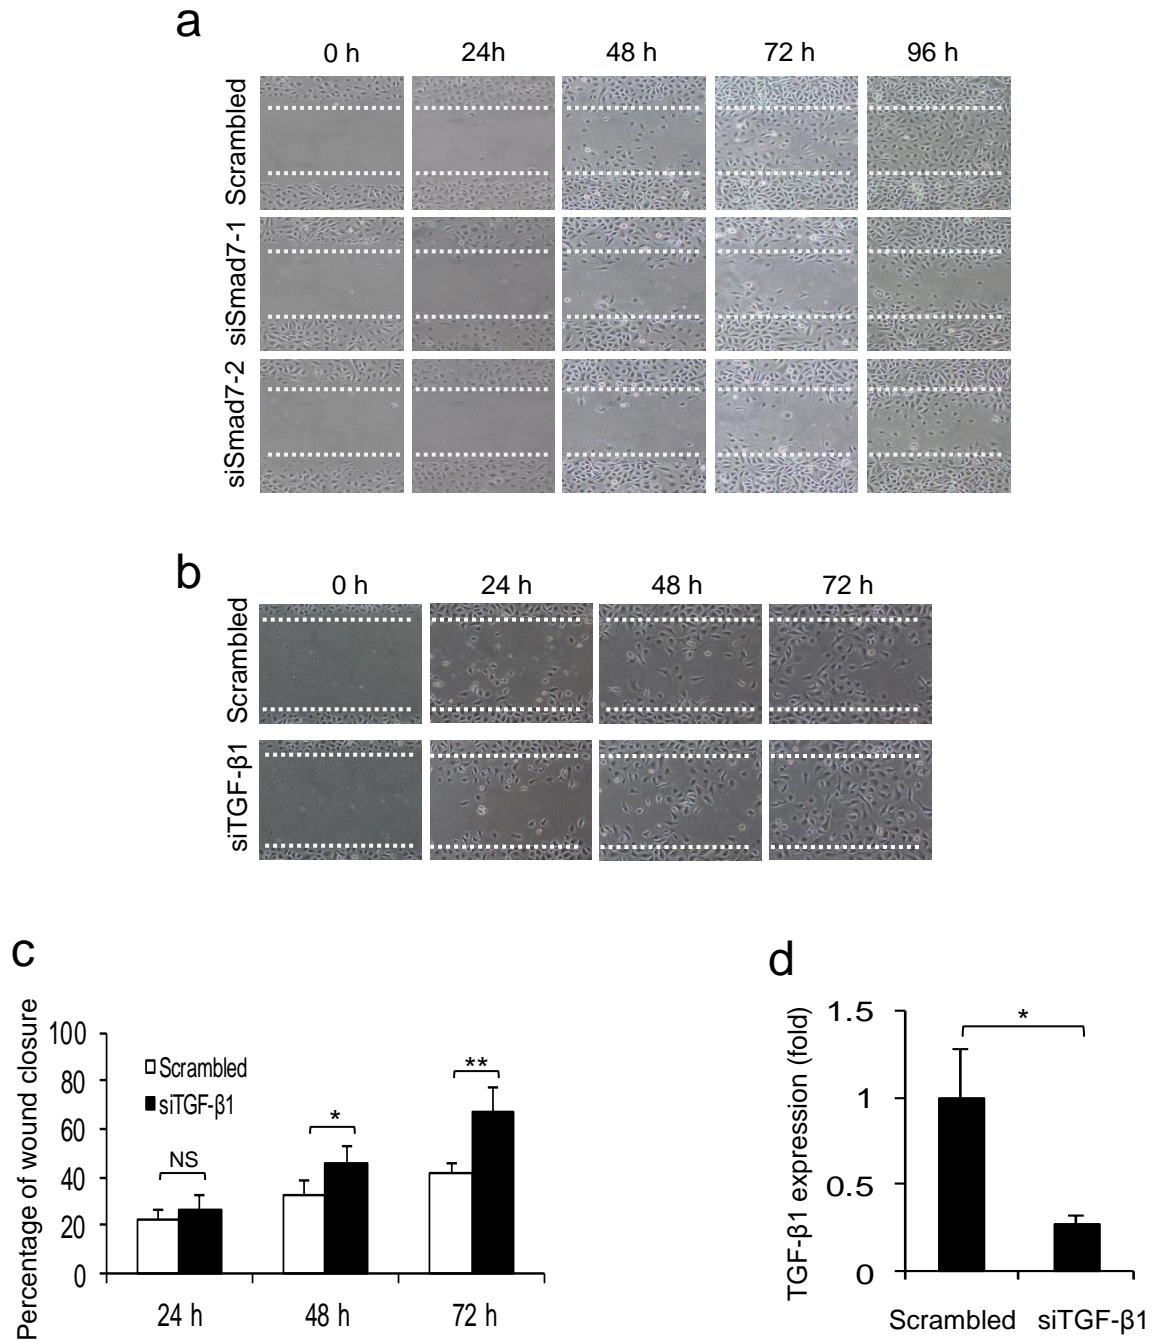 a
0 h 24h 48 h 72 h 96 h
Scrambled
siSmad7-1
siSmad7-2
b
0 h 24 h 48 h 72 h
Scrambled
siTGF-β1
c
Percentage of wound closure
100
80
60
40
20
0
Scrambled
siTGF-β1
NS
*
**
24 h 48 h 72 h
d
TGF-β1 expression (fold)
1.5
1
0.5
0
*
Scrambled siTGF-β1